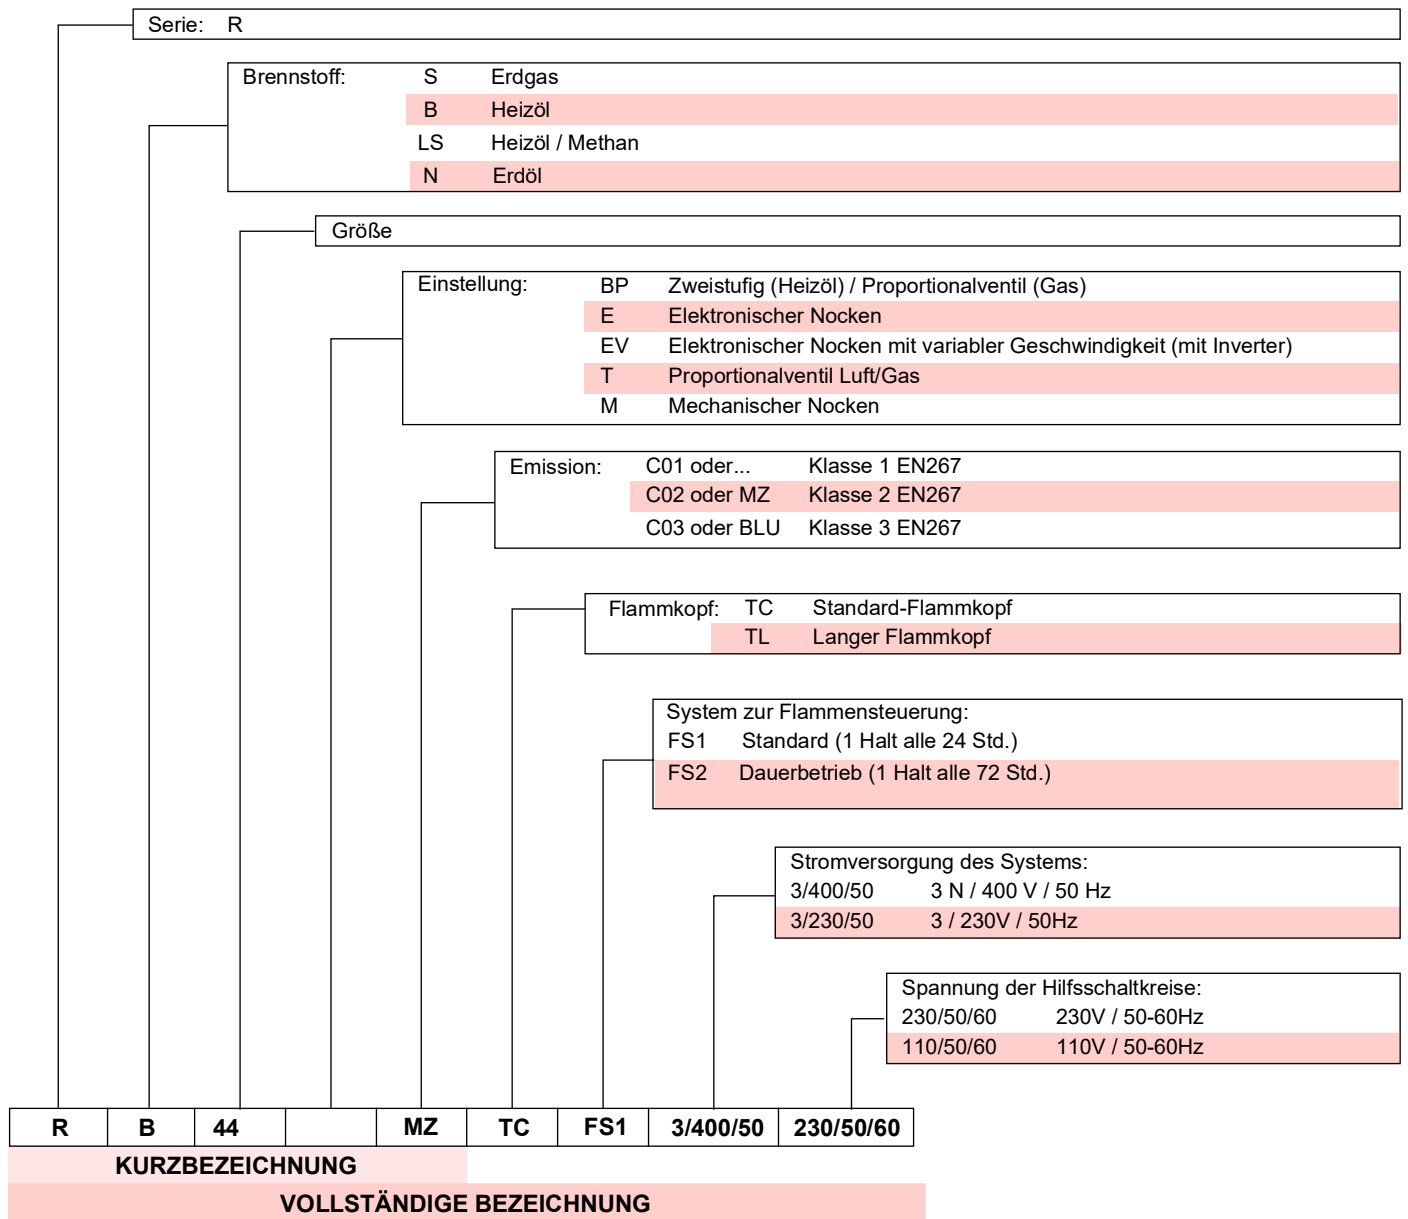 Serie: R
Brennstoff: S Erdgas
B Heizöl
LS Heizöl / Methan
N Erdöl
Größe
Einstellung: BP Zweistufig (Heizöl) / Proportionalventil (Gas)
E Elektronischer Nocken
EV Elektronischer Nocken mit variabler Geschwindigkeit (mit Inverter)
T Proportionalventil Luft/Gas
M Mechanischer Nocken
Emission: C01 oder... Klasse 1 EN267
C02 oder MZ Klasse 2 EN267
C03 oder BLU Klasse 3 EN267
Flammkopf: TC Standard-Flammkopf
TL Langer Flammkopf
System zur Flammensteuerung:
FS1 Standard (1 Halt alle 24 Std.)
FS2 Dauerbetrieb (1 Halt alle 72 Std.)
Stromversorgung des Systems:
3/400/50 3 N / 400 V / 50 Hz
3/230/50 3 / 230V / 50Hz
Spannung der Hilfsschaltkreise:
230/50/60 230V / 50-60Hz
110/50/60 110V / 50-60Hz
R B 44 MZ TC FS1 3/400/50 230/50/60
KURZBEZEICHNUNG
VOLLSTÄNDIGE BEZEICHNUNG